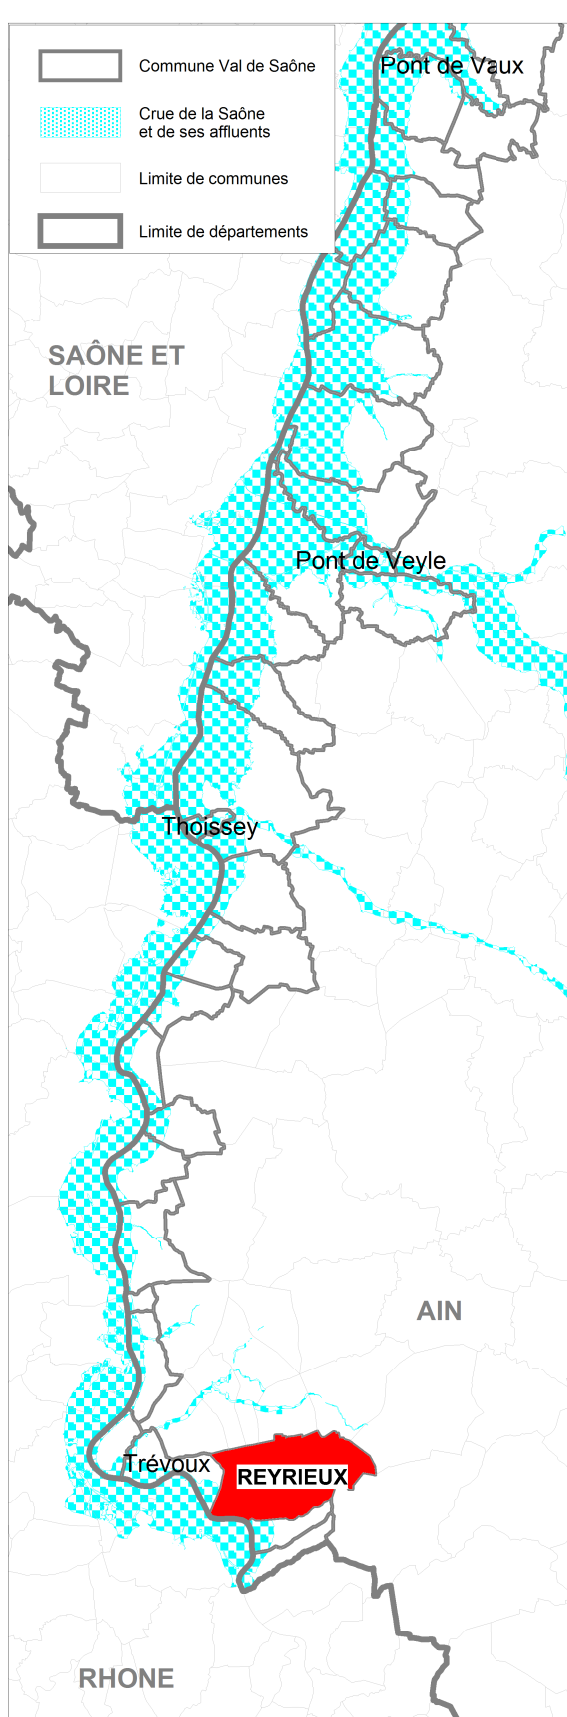 Commune Val de Saône
Crue de la Saône
et de ses affluents
Limite de communes
Limite de départements
Pont de Vaux
SAÔNE ET
LOIRE
Pont de Veyle
Thoissey
AIN
Trévoux
REYRIEUX
RHONE